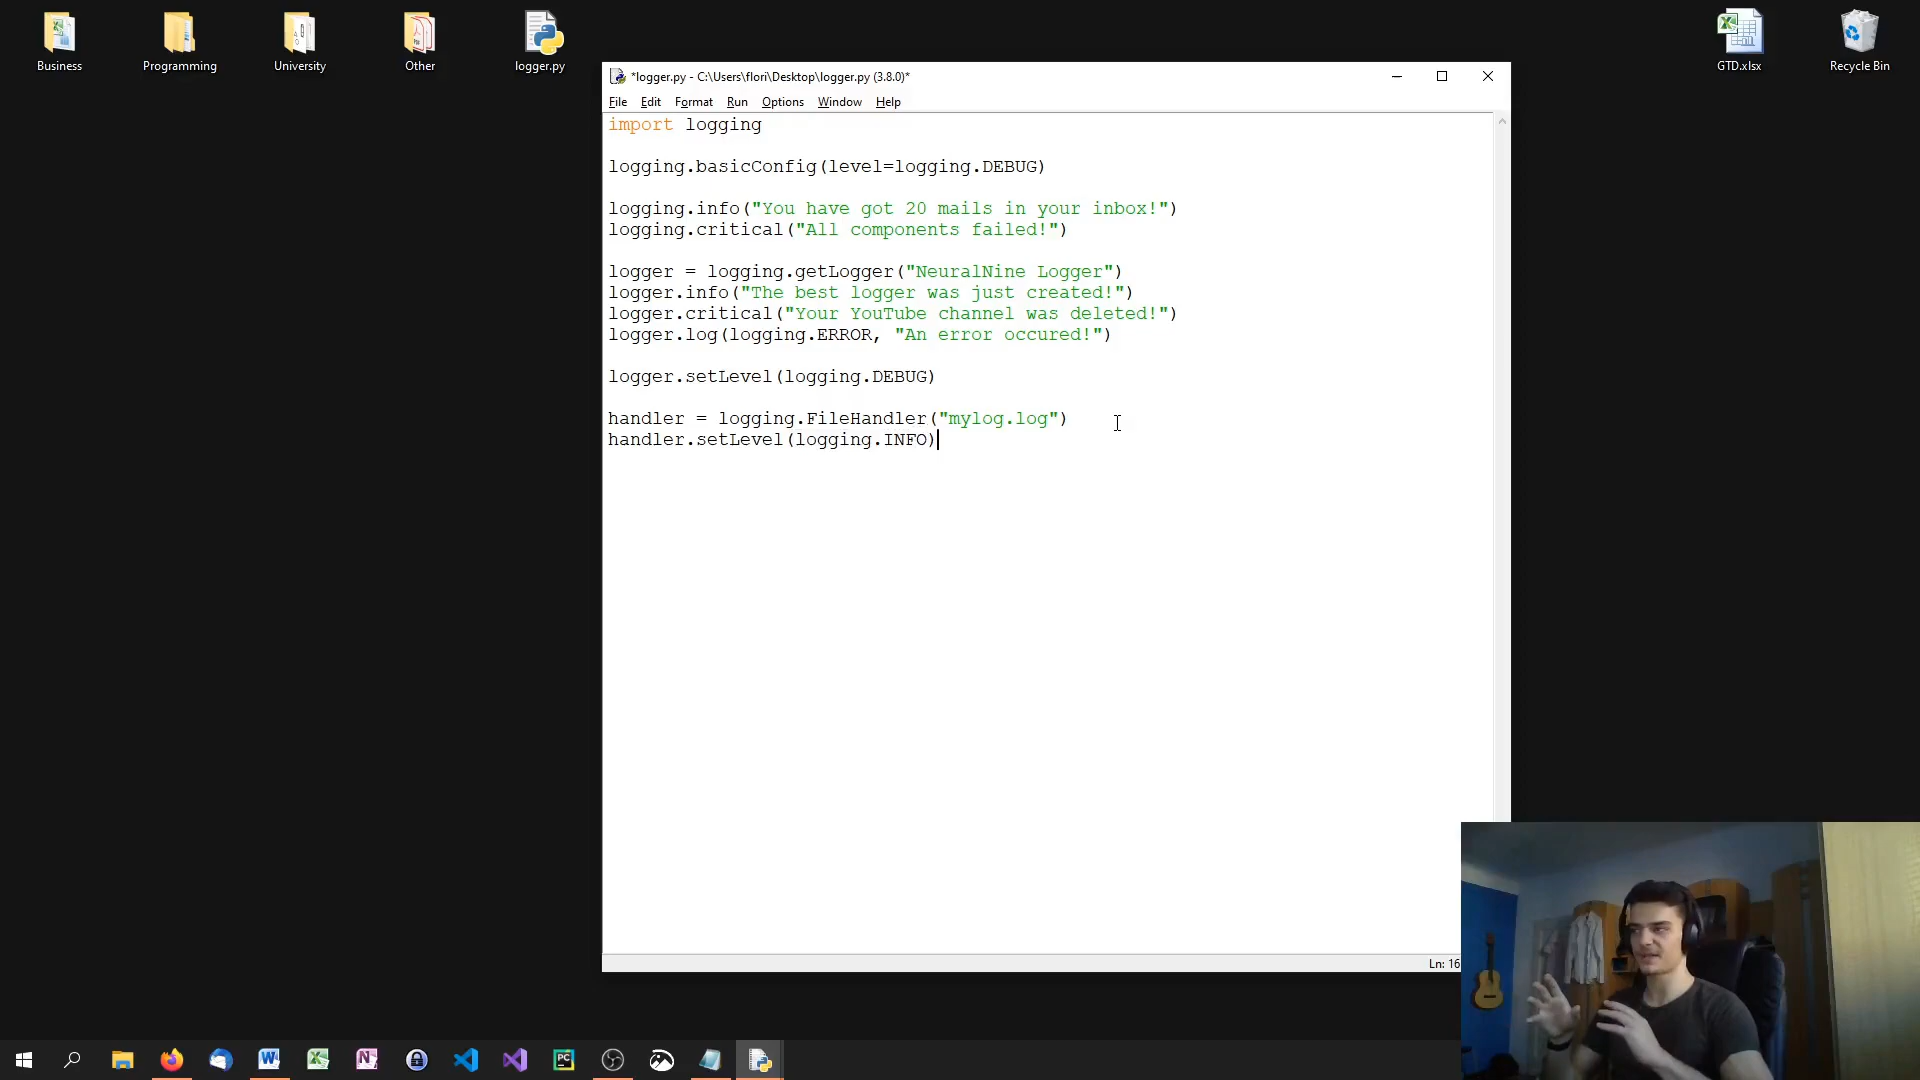 Business
Programming
University
Other
logger.py
GTD.xlsx
Recycle Bin
*logger.py - C:\Users\flori\Desktop\logger.py (3.8.0)*
File Edit Format Run Options Window Help
import logging
logging.basicConfig(level=logging.DEBUG)
logging.info("You have got 20 mails in your inbox!")
logging.critical("All components failed!")
logger = logging.getLogger("NeuralNine Logger")
logger.info("The best logger was just created!")
logger.critical("Your YouTube channel was deleted!")
logger.log(logging.ERROR, "An error occured!")
logger.setLevel(logging.DEBUG)
handler = logging.FileHandler("mylog.log")
handler.setLevel(logging.INFO)
Ln: 16